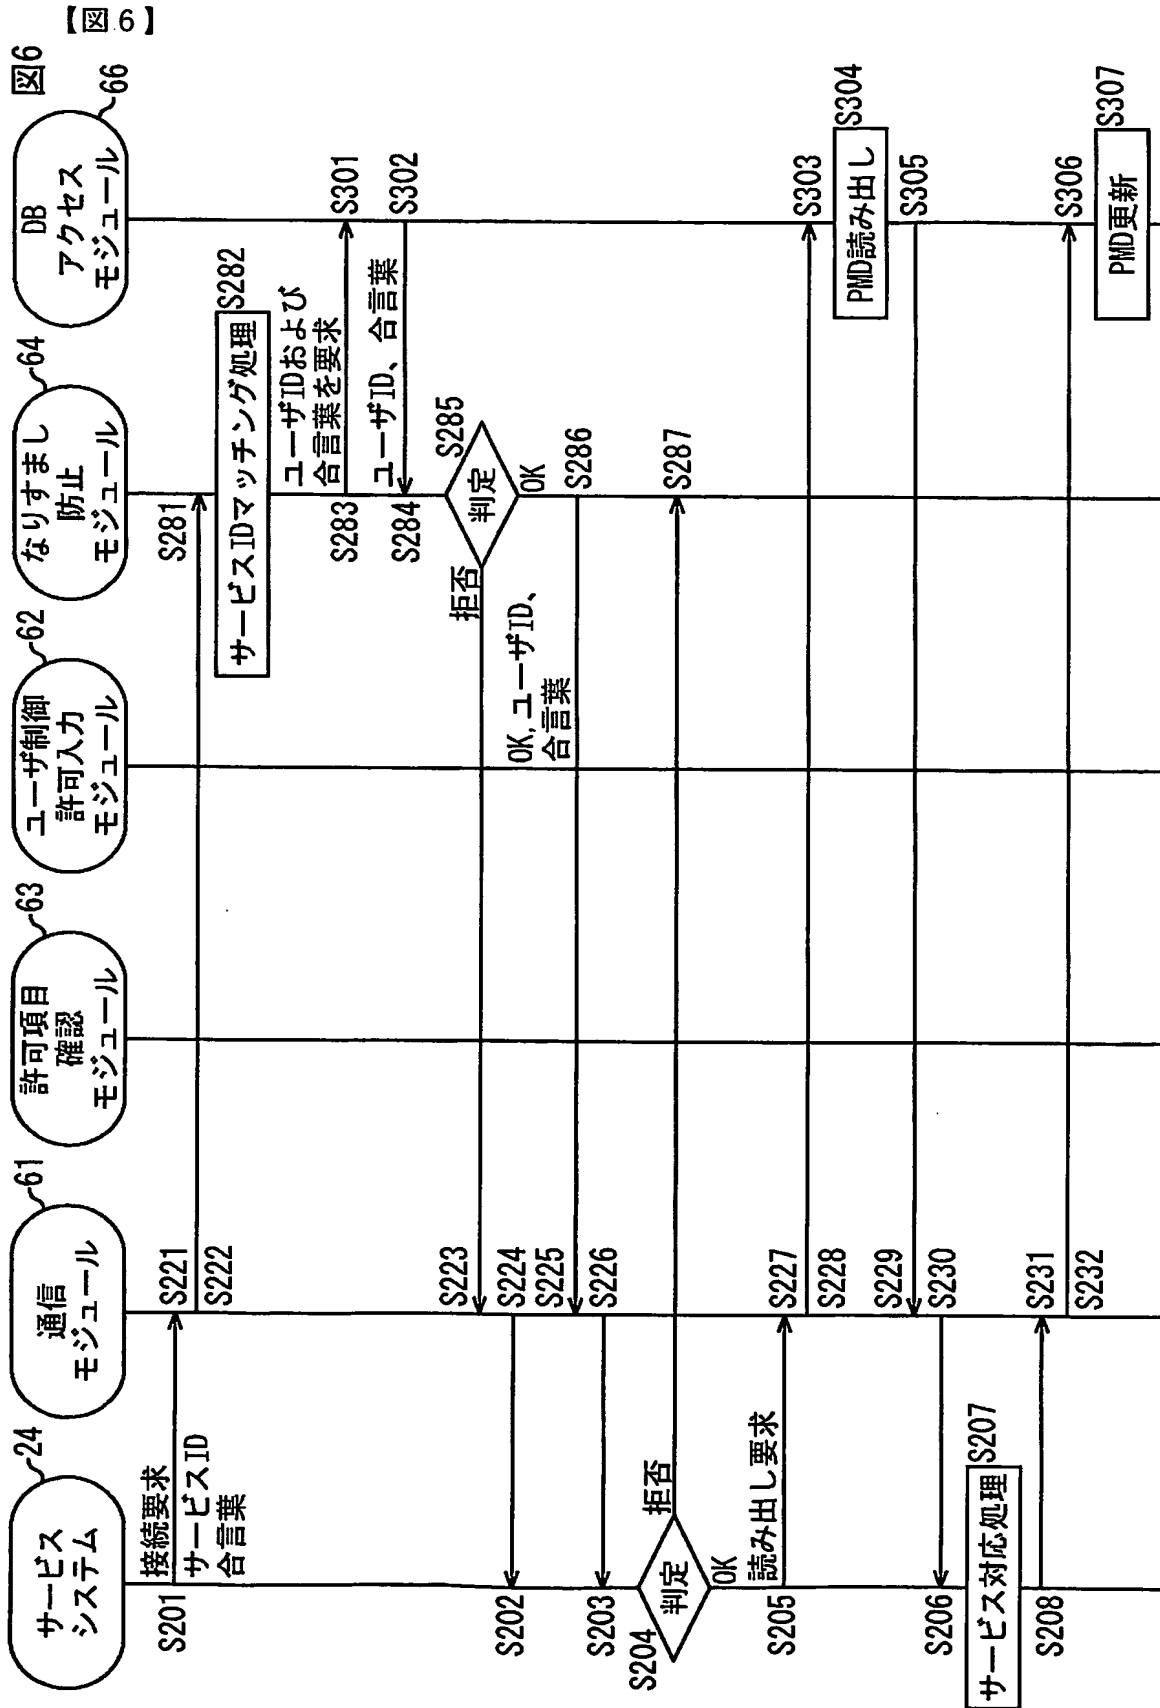 【図6】
図6
サービス
システム
24
通信
モジュール
61
許可項目
確認
モジュール
63
ユーザ制御
許可入力
モジュール
62
なりすまし
防止
モジュール
64
DB
アクセス
モジュール
66
S201
接続要求
サービスID
合言葉
S221
S222
S281
サービスIDマッチング処理
S282
S283
ユーザIDおよび
合言葉を要求
S301
S284
ユーザID、合言葉
S302
S285
判定
拒否
OK
S223
S224
S202
OK,ユーザID、
合言葉
S286
S225
S226
S203
S204
判定
拒否
OK
S287
S205
読み出し要求
S227
S228
S303
PMD読み出し
S304
S305
S229
S230
S206
サービス対応処理
S207
S208
S231
S232
S306
PMD更新
S307